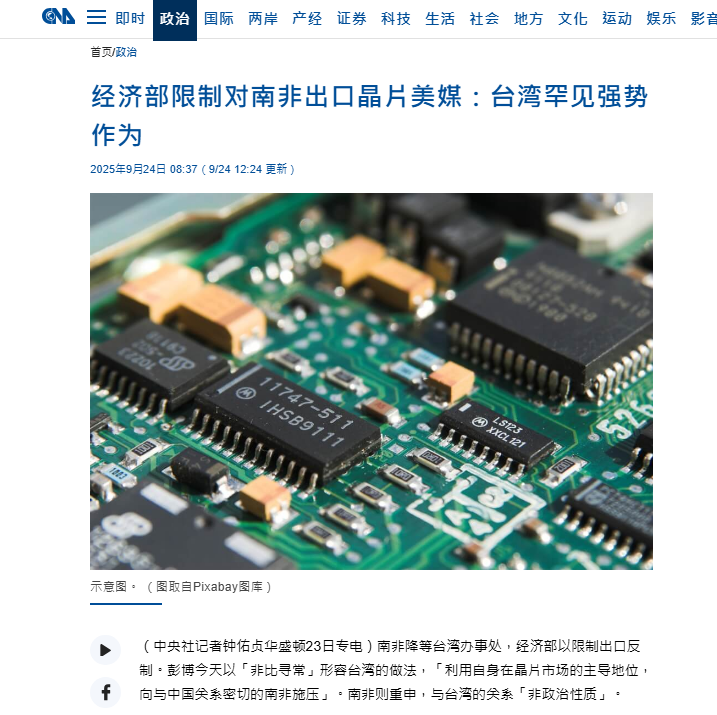 CNA 即时 政治 国际 两岸 产经 证券 科技 生活 社会 地方 文化 运动 娱乐 影音
首页/政治
经济部限制对南非出口晶片美媒：台湾罕见强势
作为
2025年9月24日 08:37（9/24 12:24 更新）
11747-511
IHSB9111
LS123
XXCL121
示意图。（图取自Pixabay图库）
（中央社记者钟佑贞华盛顿23日专电）南非降等台湾办事处，经济部以限制出口反
制。彭博今天以「非比寻常」形容台湾的做法，「利用自身在晶片市场的主导地位，
向与中国关系密切的南非施压」。南非则重申，与台湾的关系「非政治性质」。